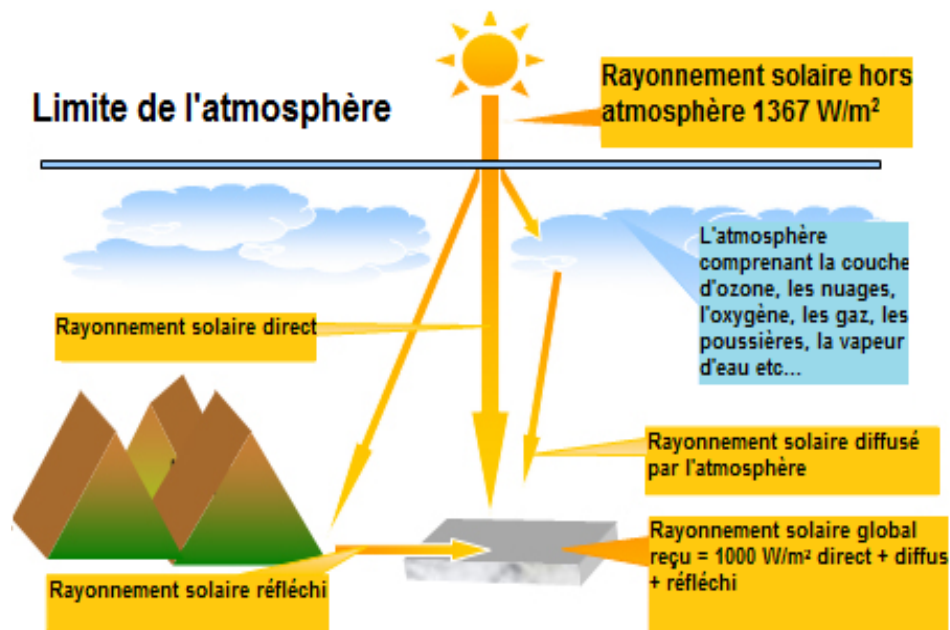 Rayonnement solaire hors
atmosphère 1367 W/m²
Limite de l'atmosphère
L'atmosphère
comprenant la couche
d'ozone, les nuages,
l'oxygène, les gaz, les
poussières, la vapeur
d'eau etc...
Rayonnement solaire direct
Rayonnement solaire diffusé
par l'atmosphère
Rayonnement solaire global
reçu = 1000 W/m² direct + diffus
+ réfléchi
Rayonnement solaire réfléchi